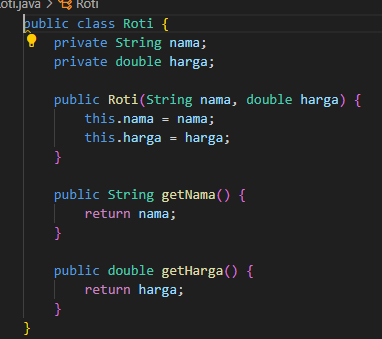 oti.java > Roti
public class Roti {
    private String nama;
    private double harga;

    public Roti(String nama, double harga) {
        this.nama = nama;
        this.harga = harga;
    }

    public String getNama() {
        return nama;
    }

    public double getHarga() {
        return harga;
    }
}